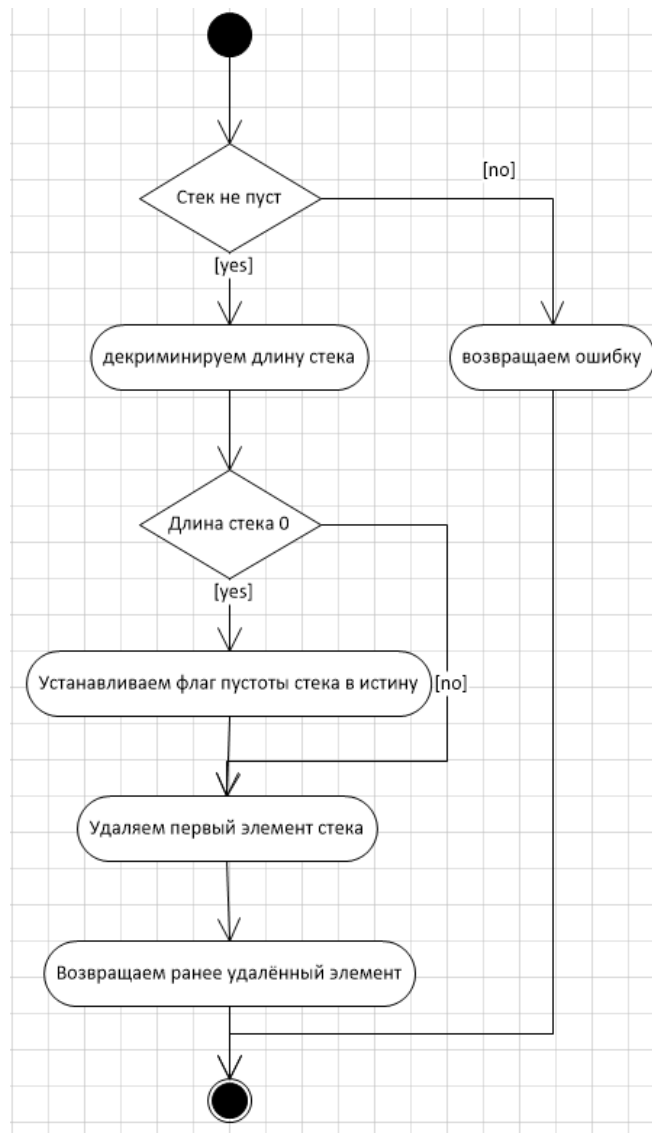 Стек не пуст
[no]
[yes]
декриминируем длину стека
возвращаем ошибку
Длина стека 0
[yes]
Устанавливаем флаг пустоты стека в истину
[no]
Удаляем первый элемент стека
Возвращаем ранее удалённый элемент